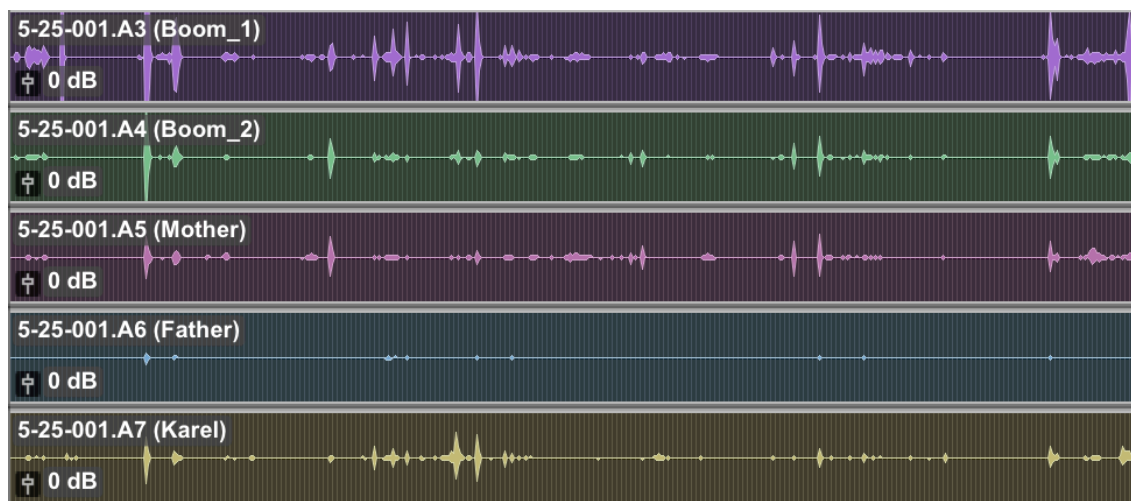 5-25-001.A3 (Boom_1)
0 dB
5-25-001.A4 (Boom_2)
0 dB
5-25-001.A5 (Mother)
0 dB
5-25-001.A6 (Father)
0 dB
5-25-001.A7 (Karel)
0 dB